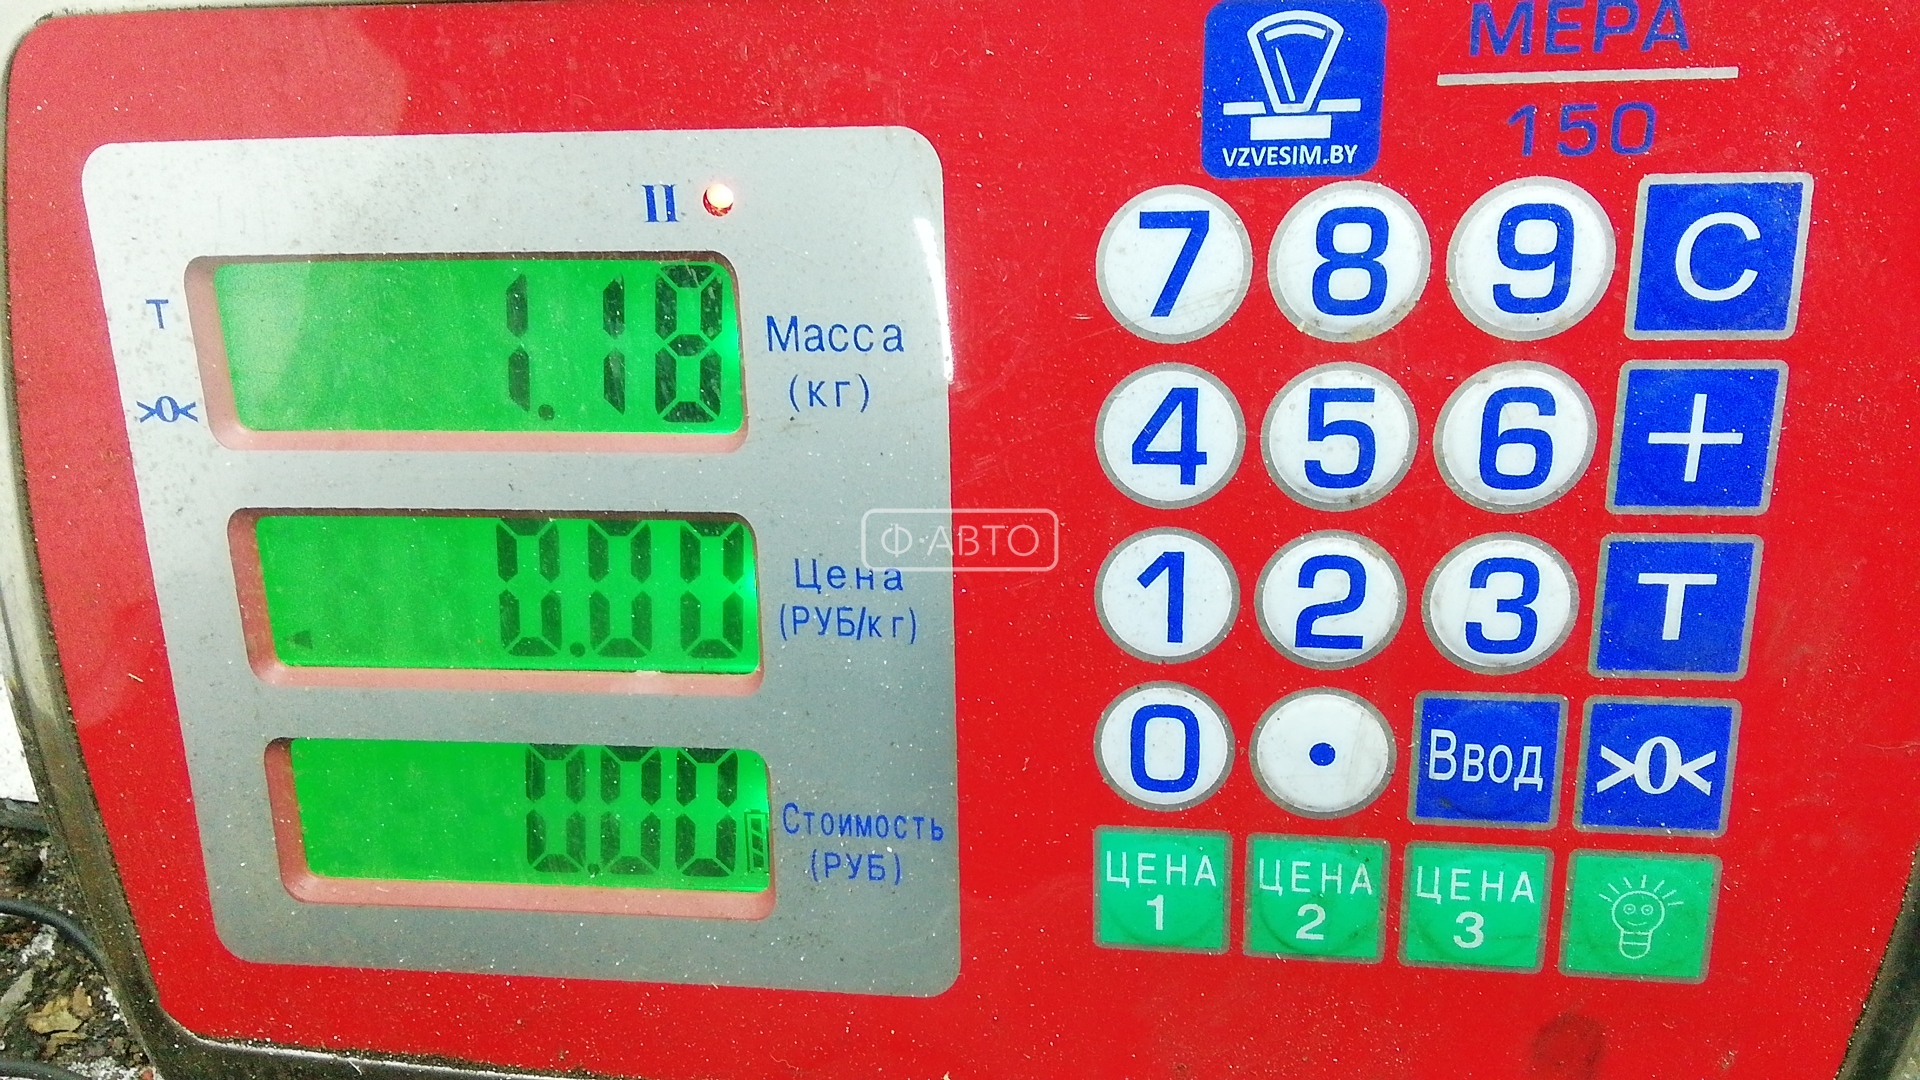 МЕРА
150
VZVESIM.BY
II
T
>0<
1.18
Масса
(кг)
0.00
Цена
(РУБ/кг)
0.00
Стоимость
(РУБ)
Ф·АВТО
7 8 9 C
4 5 6 +
1 2 3 T
0 . Ввод >0<
ЦЕНА 1
ЦЕНА 2
ЦЕНА 3